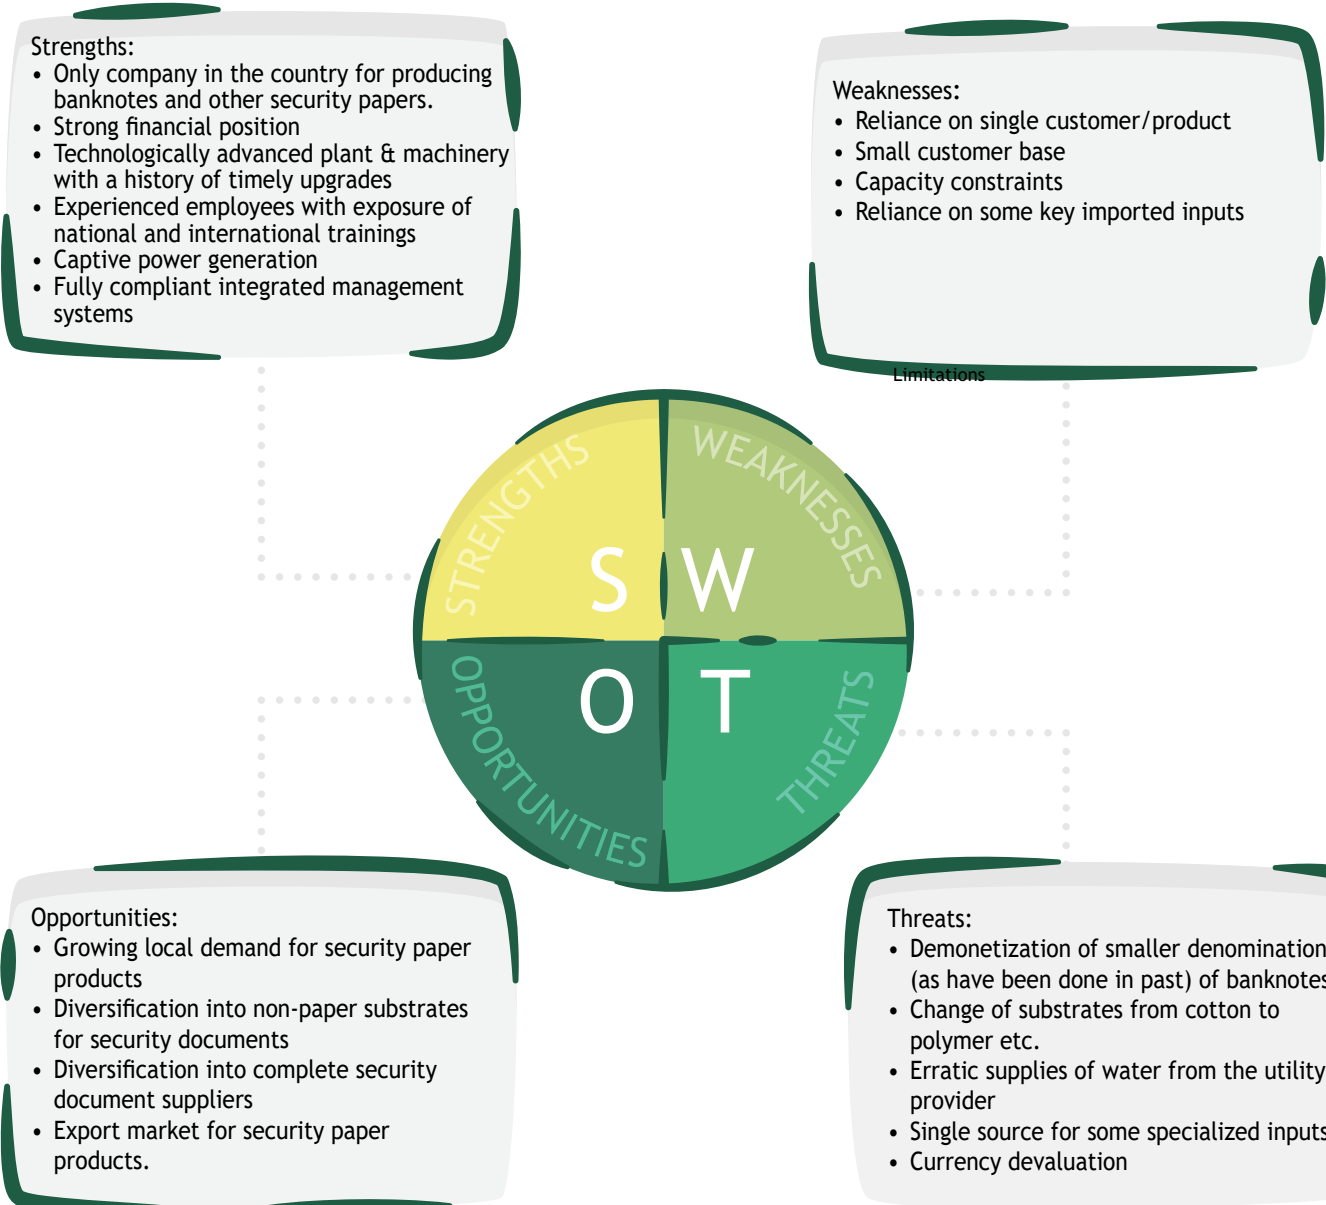 Strengths:
• Only company in the country for producing
banknotes and other security papers.
• Strong financial position
• Technologically advanced plant & machinery
with a history of timely upgrades
• Experienced employees with exposure of
national and international trainings
• Captive power generation
• Fully compliant integrated management
systems
Weaknesses:
• Reliance on single customer/product
• Small customer base
• Capacity constraints
• Reliance on some key imported inputs
Limitations
STRENGTHS
WEAKNESSES
S W
O T
OPPORTUNITIES
THREATS
Opportunities:
• Growing local demand for security paper
products
• Diversification into non-paper substrates
for security documents
• Diversification into complete security
document suppliers
• Export market for security paper
products.
Threats:
• Demonetization of smaller denomination
(as have been done in past) of banknotes
• Change of substrates from cotton to
polymer etc.
• Erratic supplies of water from the utility
provider
• Single source for some specialized inputs
• Currency devaluation